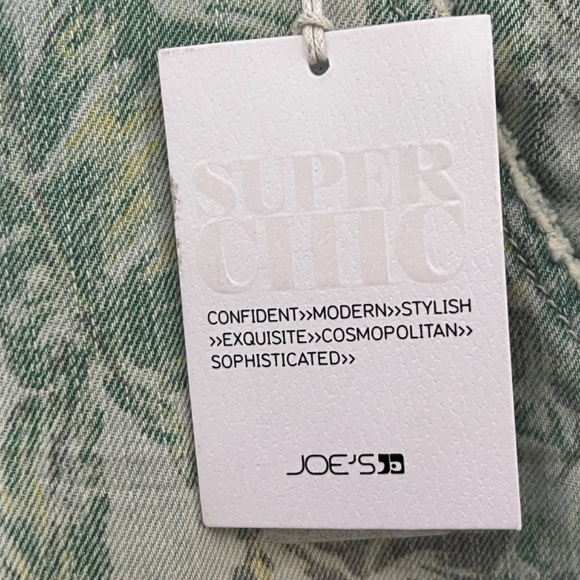 SUPER
CHIC
CONFIDENT>>MODERN>>STYLISH
>>EXQUISITE>>COSMOPOLITAN>>
SOPHISTICATED>>
JOE'S